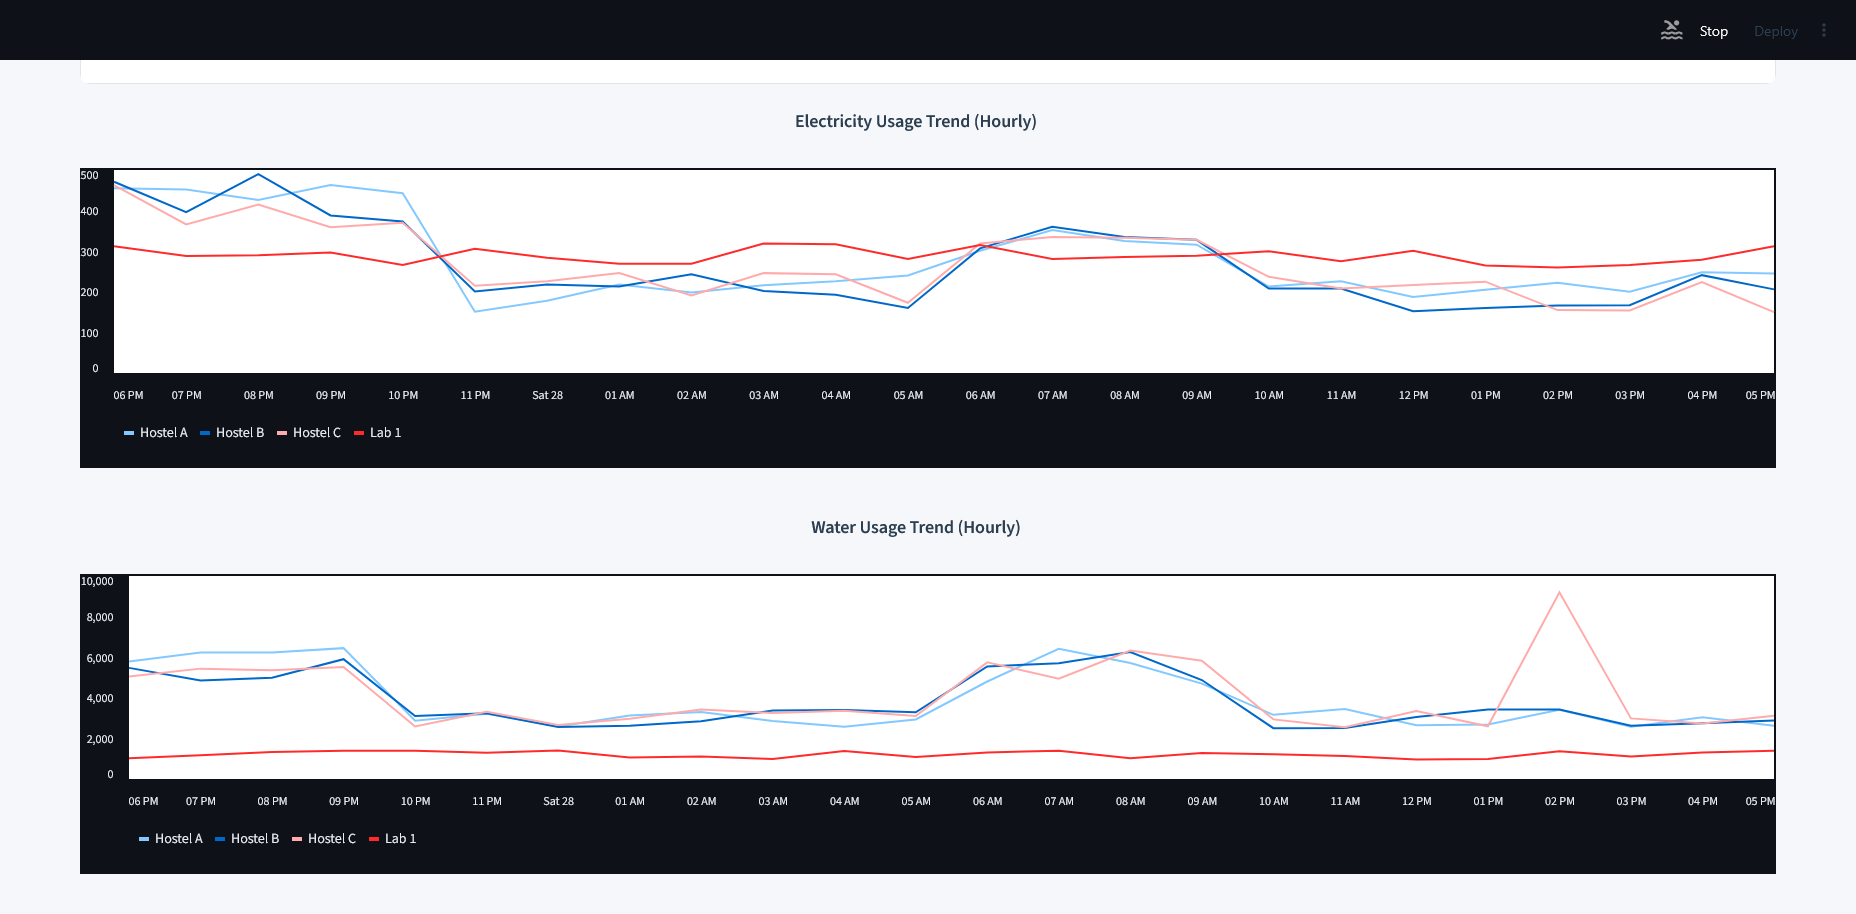 Stop Deploy
Electricity Usage Trend (Hourly)
500
400
300
200
100
0
06 PM 07 PM 08 PM 09 PM 10 PM 11 PM Sat 28 01 AM 02 AM 03 AM 04 AM 05 AM 06 AM 07 AM 08 AM 09 AM 10 AM 11 AM 12 PM 01 PM 02 PM 03 PM 04 PM 05 PM
Hostel A Hostel B Hostel C Lab 1
Water Usage Trend (Hourly)
10,000
8,000
6,000
4,000
2,000
0
06 PM 07 PM 08 PM 09 PM 10 PM 11 PM Sat 28 01 AM 02 AM 03 AM 04 AM 05 AM 06 AM 07 AM 08 AM 09 AM 10 AM 11 AM 12 PM 01 PM 02 PM 03 PM 04 PM 05 PM
Hostel A Hostel B Hostel C Lab 1